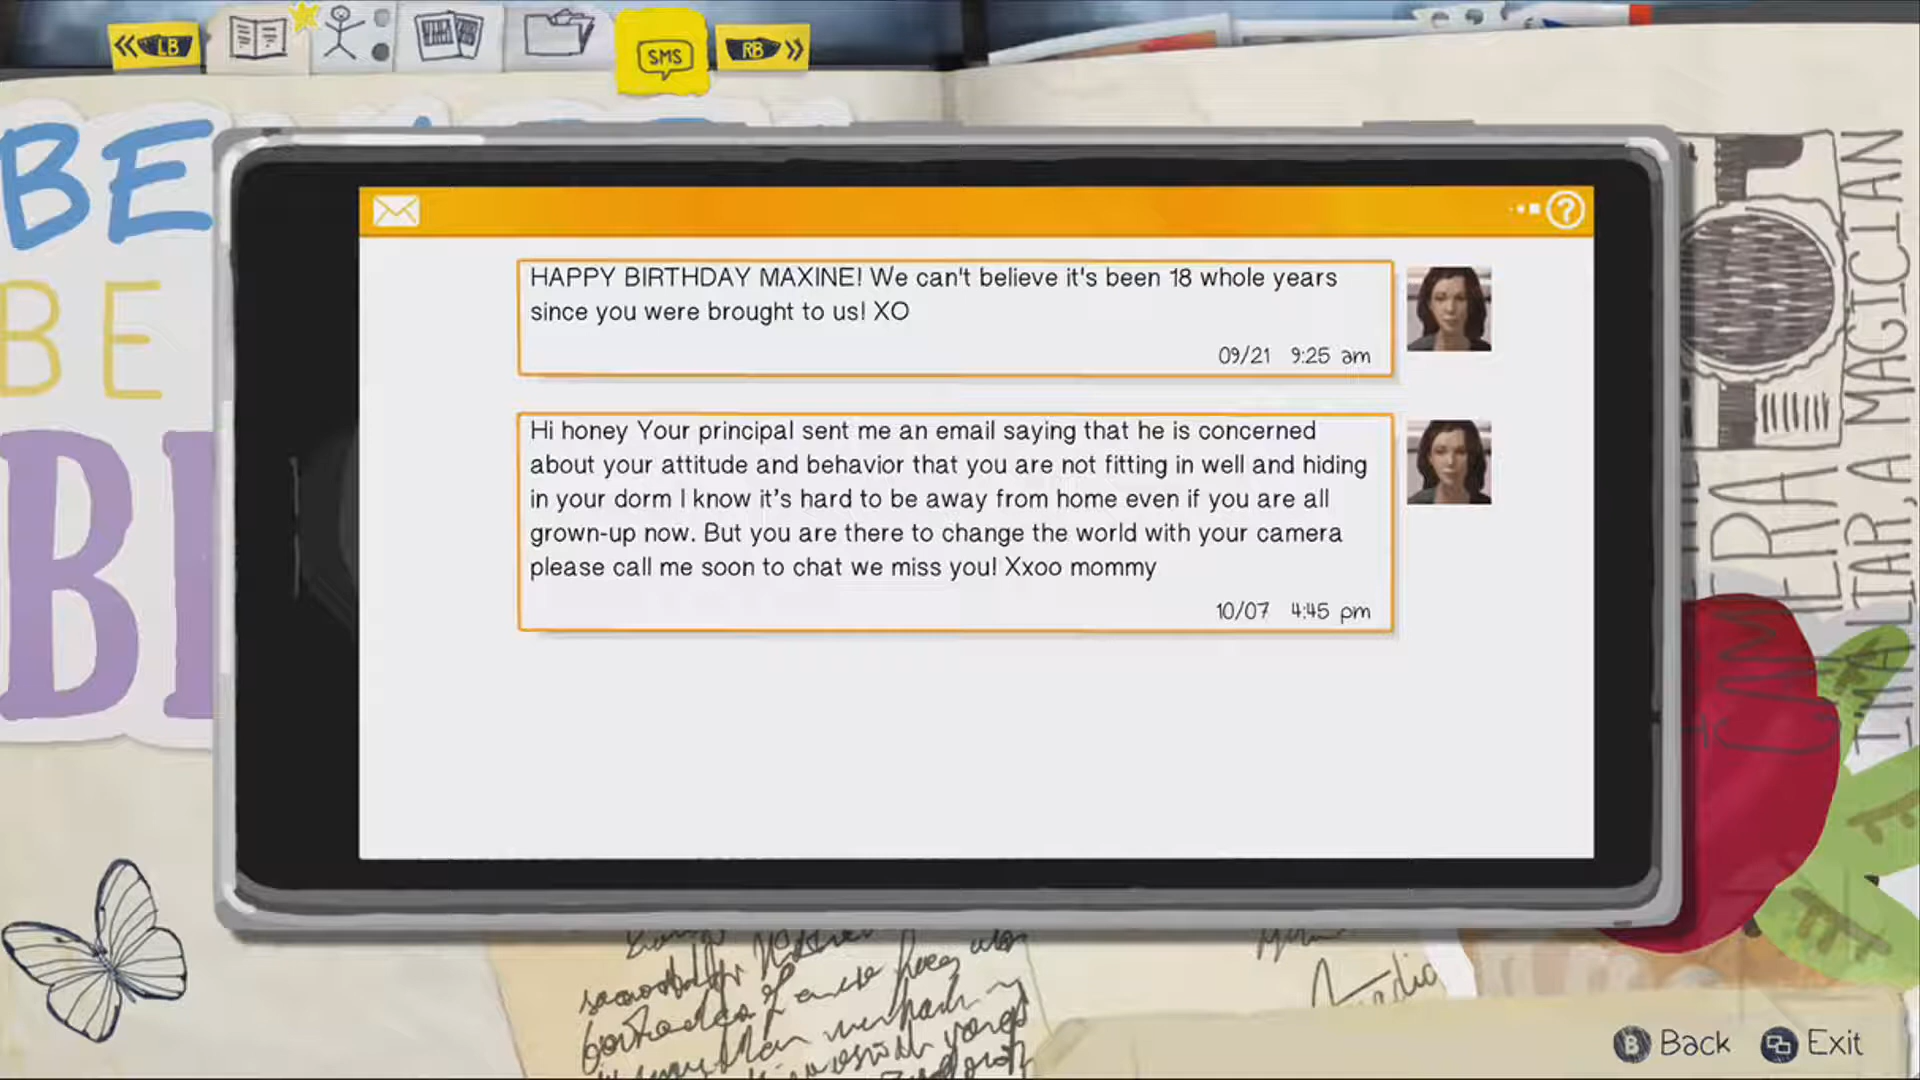 LB
SMS
RB
BE
BE
HAPPY BIRTHDAY MAXINE! We can't believe it's been 18 whole years
since you were brought to us! XO
09/21 9:25 am
Hi honey Your principal sent me an email saying that he is concerned
about your attitude and behavior that you are not fitting in well and hiding
in your dorm I know it's hard to be away from home even if you are all
grown-up now. But you are there to change the world with your camera
please call me soon to chat we miss you! Xxoo mommy
10/07 4:45 pm
CAMERA
I'M A LIAR, A MAGICIAN
B Back
Exit